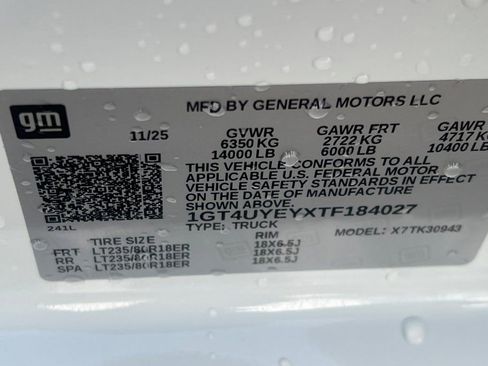 gm
MFD BY GENERAL MOTORS LLC
11/25 GVWR GAWR FRT GAWR
6350 KG 2722 KG 4717
14000 LB 6000 LB 10400 LB
THIS VEHICLE CONFORMS TO ALL
APPLICABLE U.S. FEDERAL MOTOR
VEHICLE SAFETY STANDARDS IN EFFECT
ON THE DATE OF MANUFACTURE
1GT4UYEYXTF184027
TYPE: TRUCK MODEL: X7TK30943
241L
TIRE SIZE RIM
FRT LT235/80R18ER 18X6.5J
RR LT235/80R18ER 18X6.5J
SPA LT235/80R18ER 18X6.5J